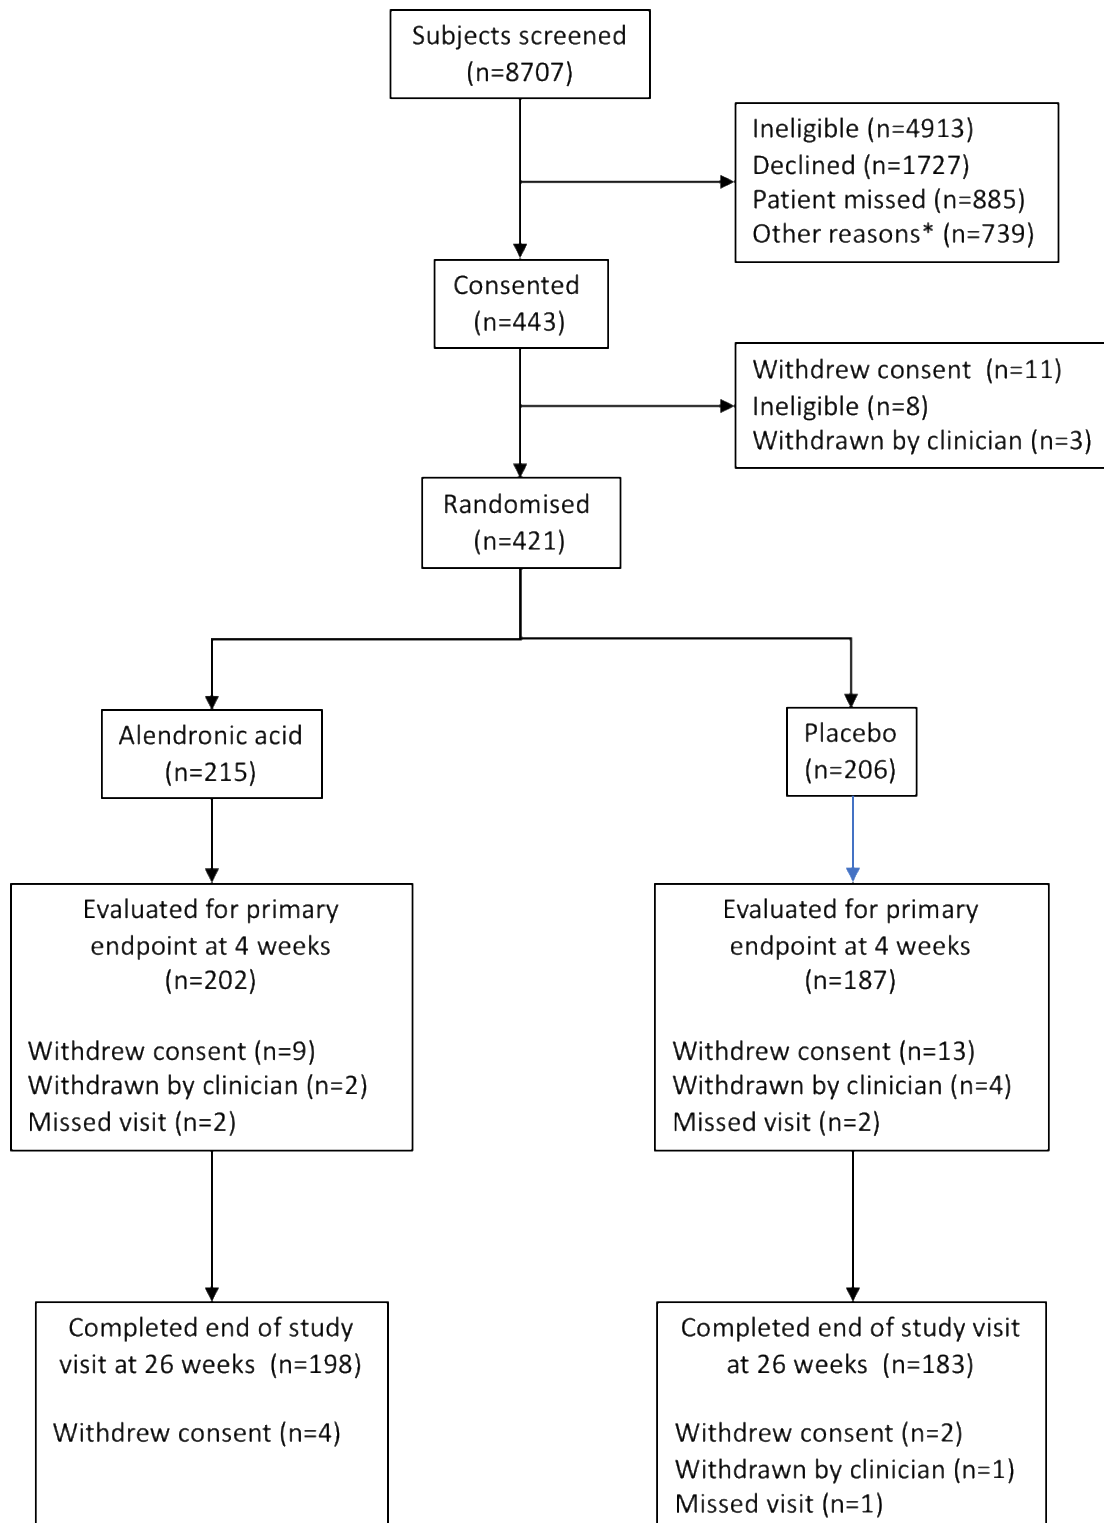 Subjects screened
(n=8707)
Ineligible (n=4913)
Declined (n=1727)
Patient missed (n=885)
Other reasons* (n=739)
Consented
(n=443)
Withdrew consent  (n=11)
Ineligible (n=8)
Withdrawn by clinician (n=3)
Randomised
(n=421)
Alendronic acid
(n=215)
Placebo
(n=206)
Evaluated for primary
endpoint at 4 weeks
(n=202)
Withdrew consent (n=9)
Withdrawn by clinician (n=2)
Missed visit (n=2)
Evaluated for primary
endpoint at 4 weeks
(n=187)
Withdrew consent (n=13)
Withdrawn by clinician (n=4)
Missed visit (n=2)
Completed end of study
visit at 26 weeks  (n=198)
Withdrew consent (n=4)
Completed end of study visit
at 26 weeks  (n=183)
Withdrew consent (n=2)
Withdrawn by clinician (n=1)
Missed visit (n=1)